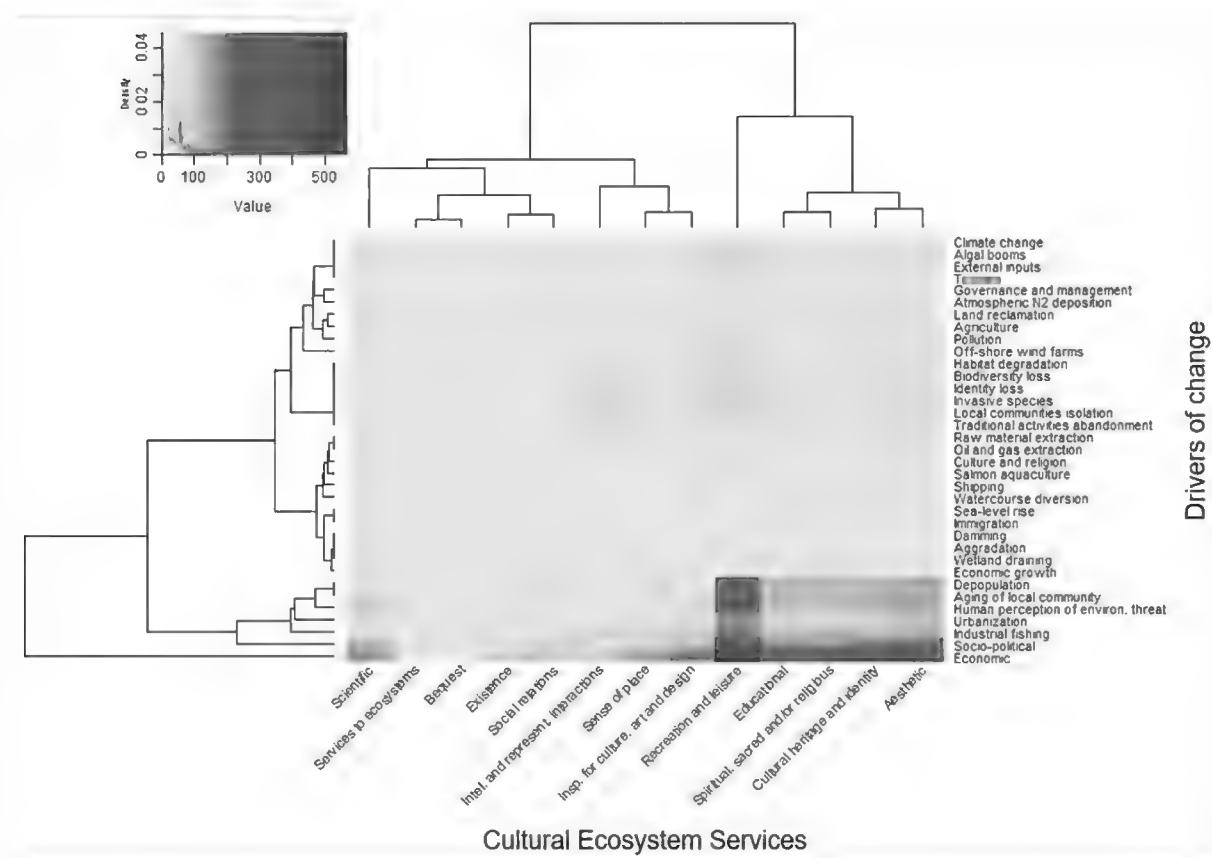 0.04
0.02
0
Density
0 100 300 500
Value
Climate change
Algal booms
External inputs
Governance and management
Atmospheric N2 deposition
Land reclamation
Agriculture
Pollution
Off-shore wind farms
Habitat degradation
Biodiversity loss
Identity loss
Invasive species
Local communities isolation
Traditional activities abandonment
Raw material extraction
Oil and gas extraction
Culture and religion
Salmon aquaculture
Shipping
Watercourse diversion
Sea-level rise
Immigration
Damming
Aggradation
Wetland draining
Economic growth
Depopulation
Aging of local community
Human perception of environ. threat
Urbanization
Industrial fishing
Socio-political
Economic
Drivers of change
Scientific
Services to ecosystems
Bequest
Existence
Social relations
Intel. and represent. interactions
Sense of place
Insp. for culture, art and design
Recreation and leisure
Educational
Spiritual, sacred and/or religious
Cultural heritage and identity
Aesthetic
Cultural Ecosystem Services